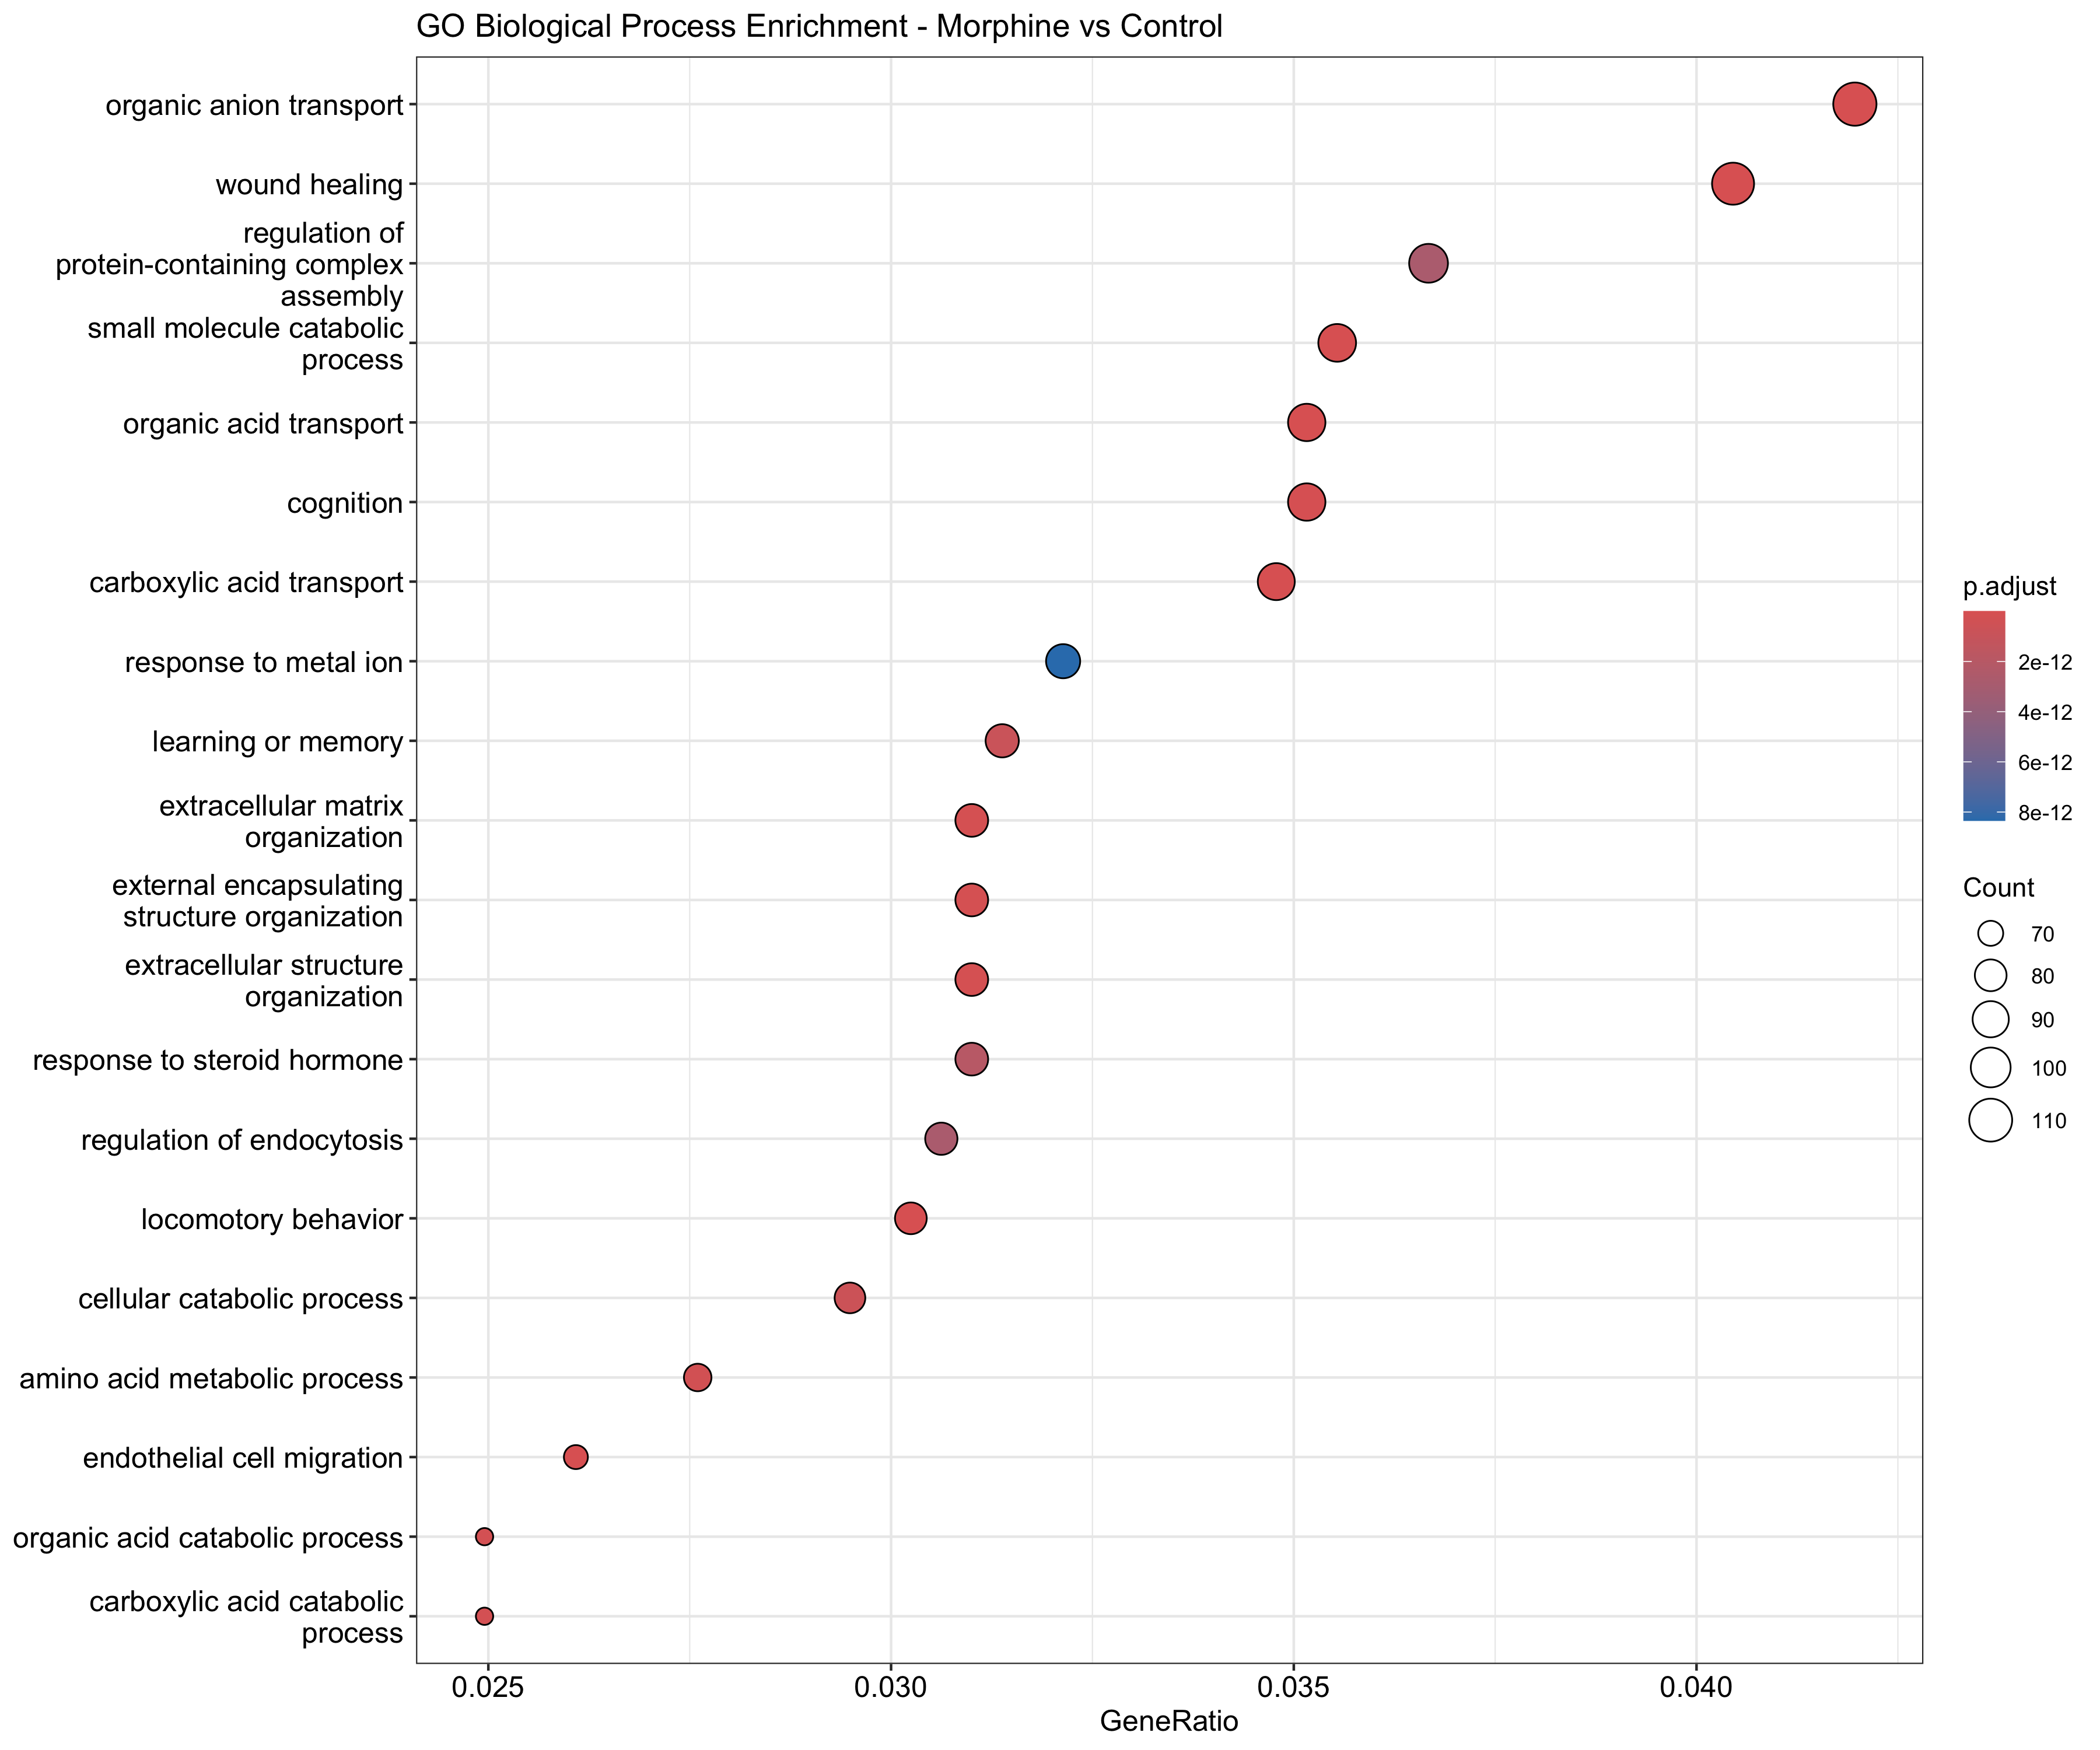 GO Biological Process Enrichment - Morphine vs Control
organic anion transport
wound healing
regulation of
protein-containing complex
assembly
small molecule catabolic
process
organic acid transport
cognition
carboxylic acid transport
response to metal ion
learning or memory
extracellular matrix
organization
external encapsulating
structure organization
extracellular structure
organization
response to steroid hormone
regulation of endocytosis
locomotory behavior
cellular catabolic process
amino acid metabolic process
endothelial cell migration
organic acid catabolic process
carboxylic acid catabolic
process
0.025
0.030
0.035
0.040
GeneRatio
p.adjust
2e-12
4e-12
6e-12
8e-12
Count
70
80
90
100
110